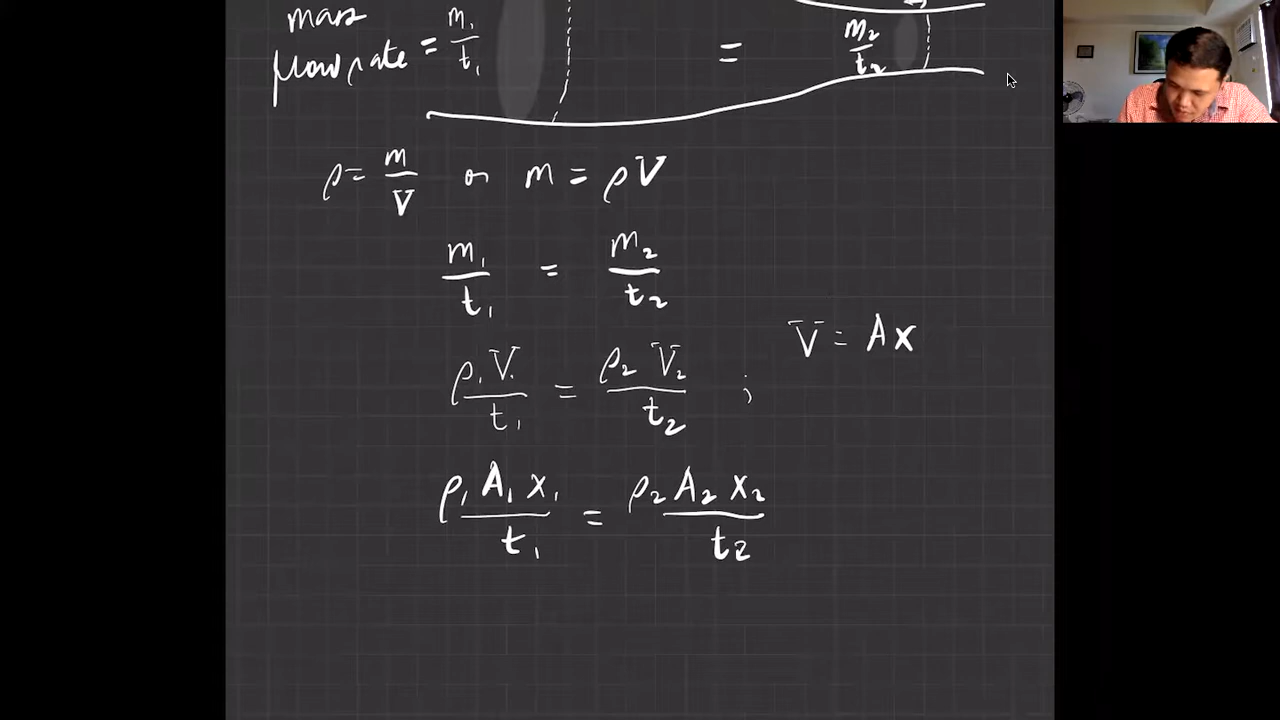 mass flow rate = m₁/t₁ = m₂/t₂
ρ = m/V or m = ρV
m₁/t₁ = m₂/t₂
V = Ax
ρ₁V₁/t₁ = ρ₂V₂/t₂ ;
ρ₁A₁x₁/t₁ = ρ₂A₂x₂/t₂